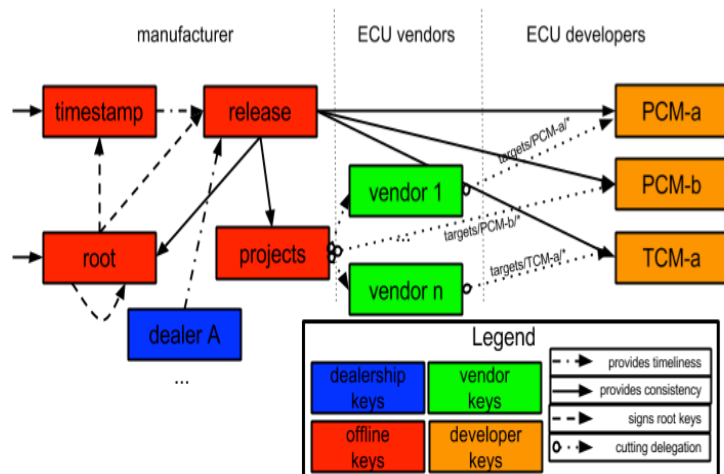 manufacturer
ECU vendors
ECU developers
timestamp
release
PCM-a
targets/PCM-a/*
vendor 1
PCM-b
targets/PCM-b/*
...
root
projects
TCM-a
targets/TCM-a/*
vendor n
dealer A
...
Legend
dealership
keys
vendor
keys
offline
keys
developer
keys
provides timeliness
provides consistency
signs root keys
cutting delegation